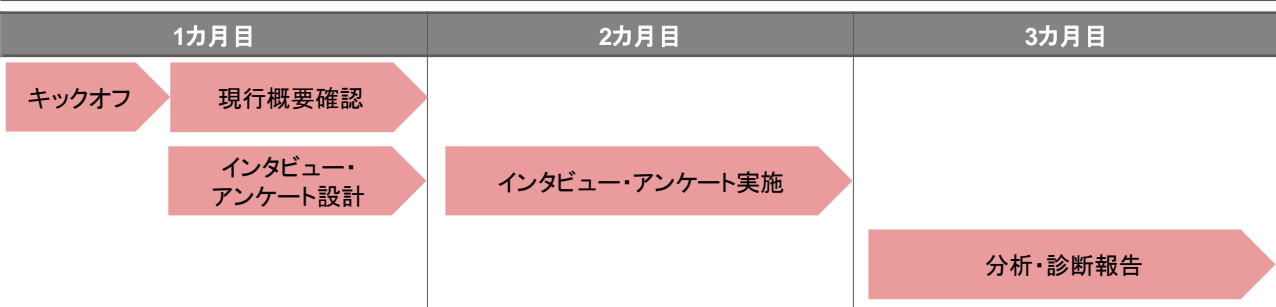 1カ月目
2カ月目
3カ月目
キックオフ
現行概要確認
インタビュー・
アンケート設計
インタビュー・アンケート実施
分析・診断報告